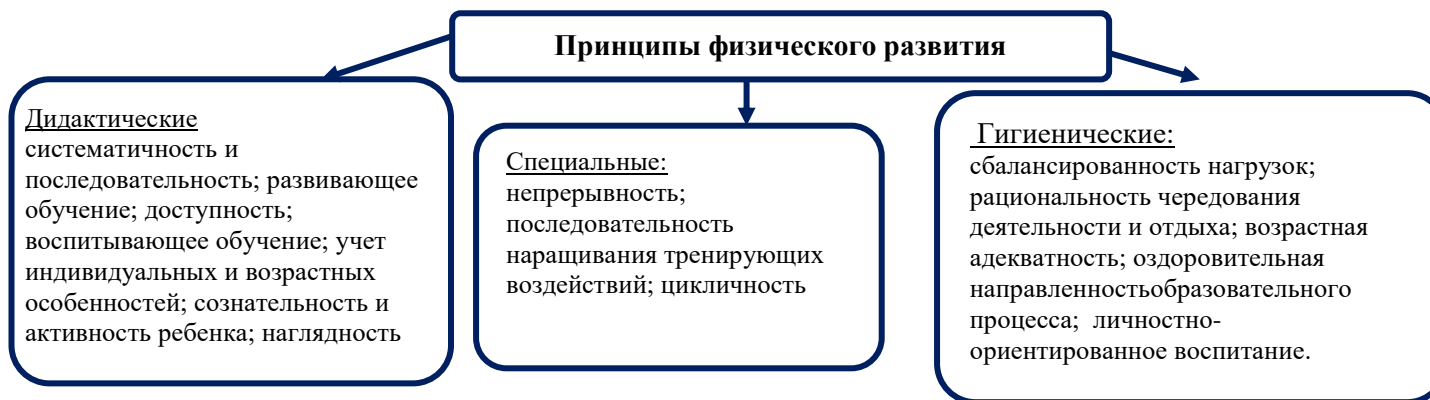 Принципы физического развития
Дидактические
систематичность и
последовательность; развивающее
обучение; доступность;
воспитывающее обучение; учет
индивидуальных и возрастных
особенностей; сознательность и
активность ребенка; наглядность
Специальные:
непрерывность;
последовательность
наращивания тренирующих
воздействий; цикличность
Гигиенические:
сбалансированность нагрузок;
рациональность чередования
деятельности и отдыха; возрастная
адекватность; оздоровительная
направленностьобразовательного
процесса; личностно-
ориентированное воспитание.